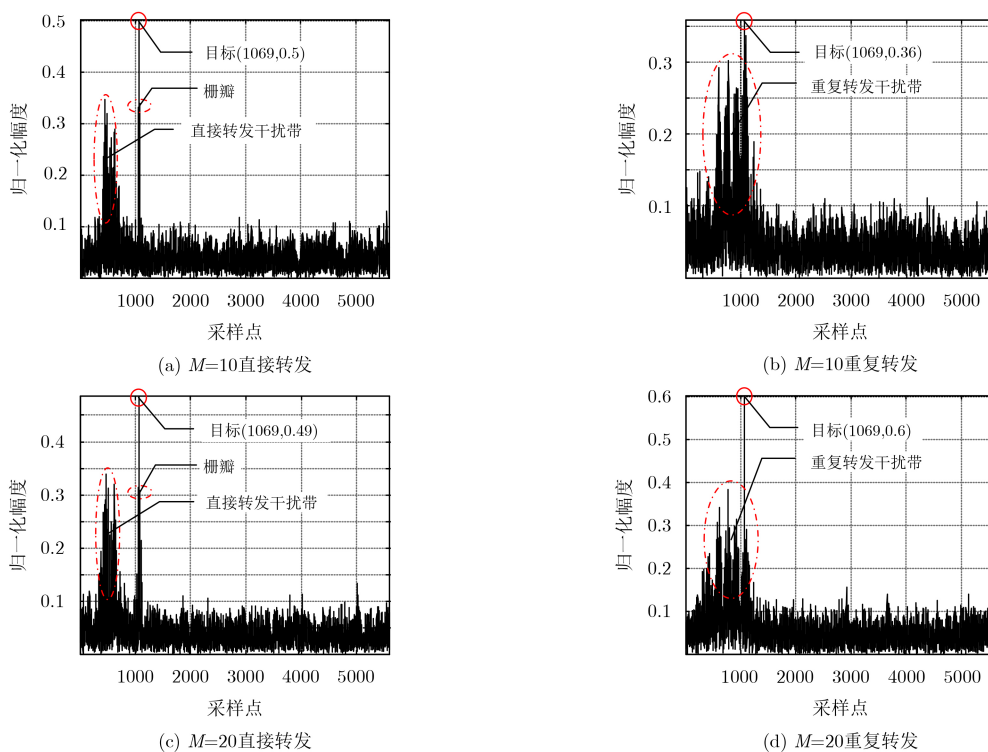 0.5
0.4
0.3
0.2
0.1
归一化幅度
目标(1069,0.5)
栅瓣
直接转发干扰带
1000 2000 3000 4000 5000
采样点
(a) M=10直接转发
0.3
0.2
0.1
归一化幅度
目标(1069,0.36)
重复转发干扰带
1000 2000 3000 4000 5000
采样点
(b) M=10重复转发
0.4
0.3
0.2
0.1
归一化幅度
目标(1069,0.49)
栅瓣
直接转发干扰带
1000 2000 3000 4000 5000
采样点
(c) M=20直接转发
0.6
0.5
0.4
0.3
0.2
0.1
归一化幅度
目标(1069,0.6)
重复转发干扰带
1000 2000 3000 4000 5000
采样点
(d) M=20重复转发